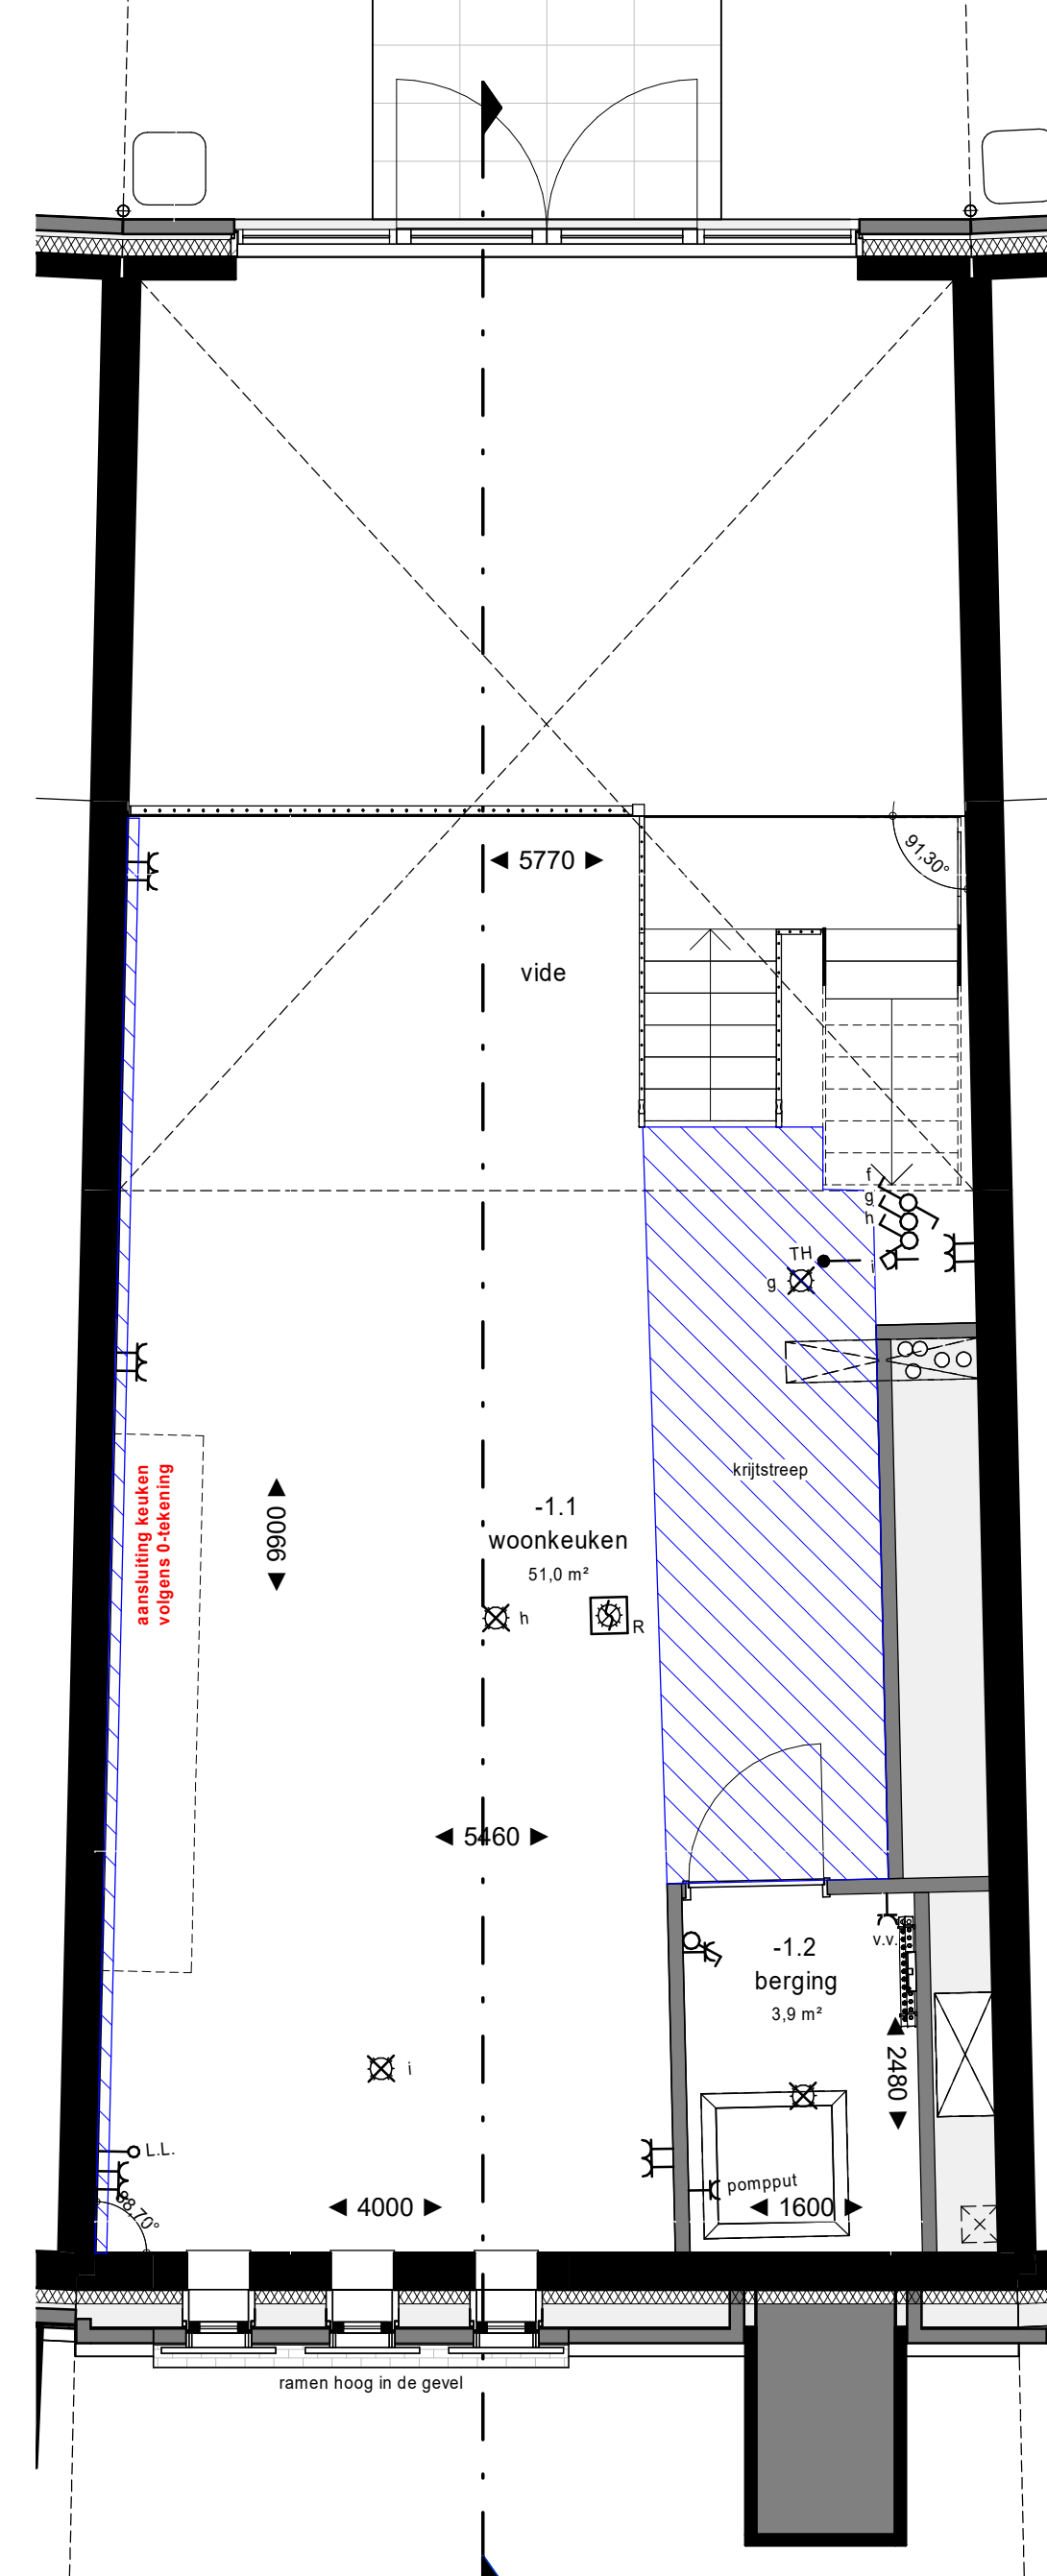 5770
91,30°
vide
f
g
h
TH
i
g
krijtstreep
aansluiting keuken
volgens 0-tekening
9900
-1.1
woonkeuken
51,0 m²
h
R
5460
v.v.
-1.2
berging
3,9 m²
2480
i
L.L.
88,70°
pompput
4000
1600
ramen hoog in de gevel